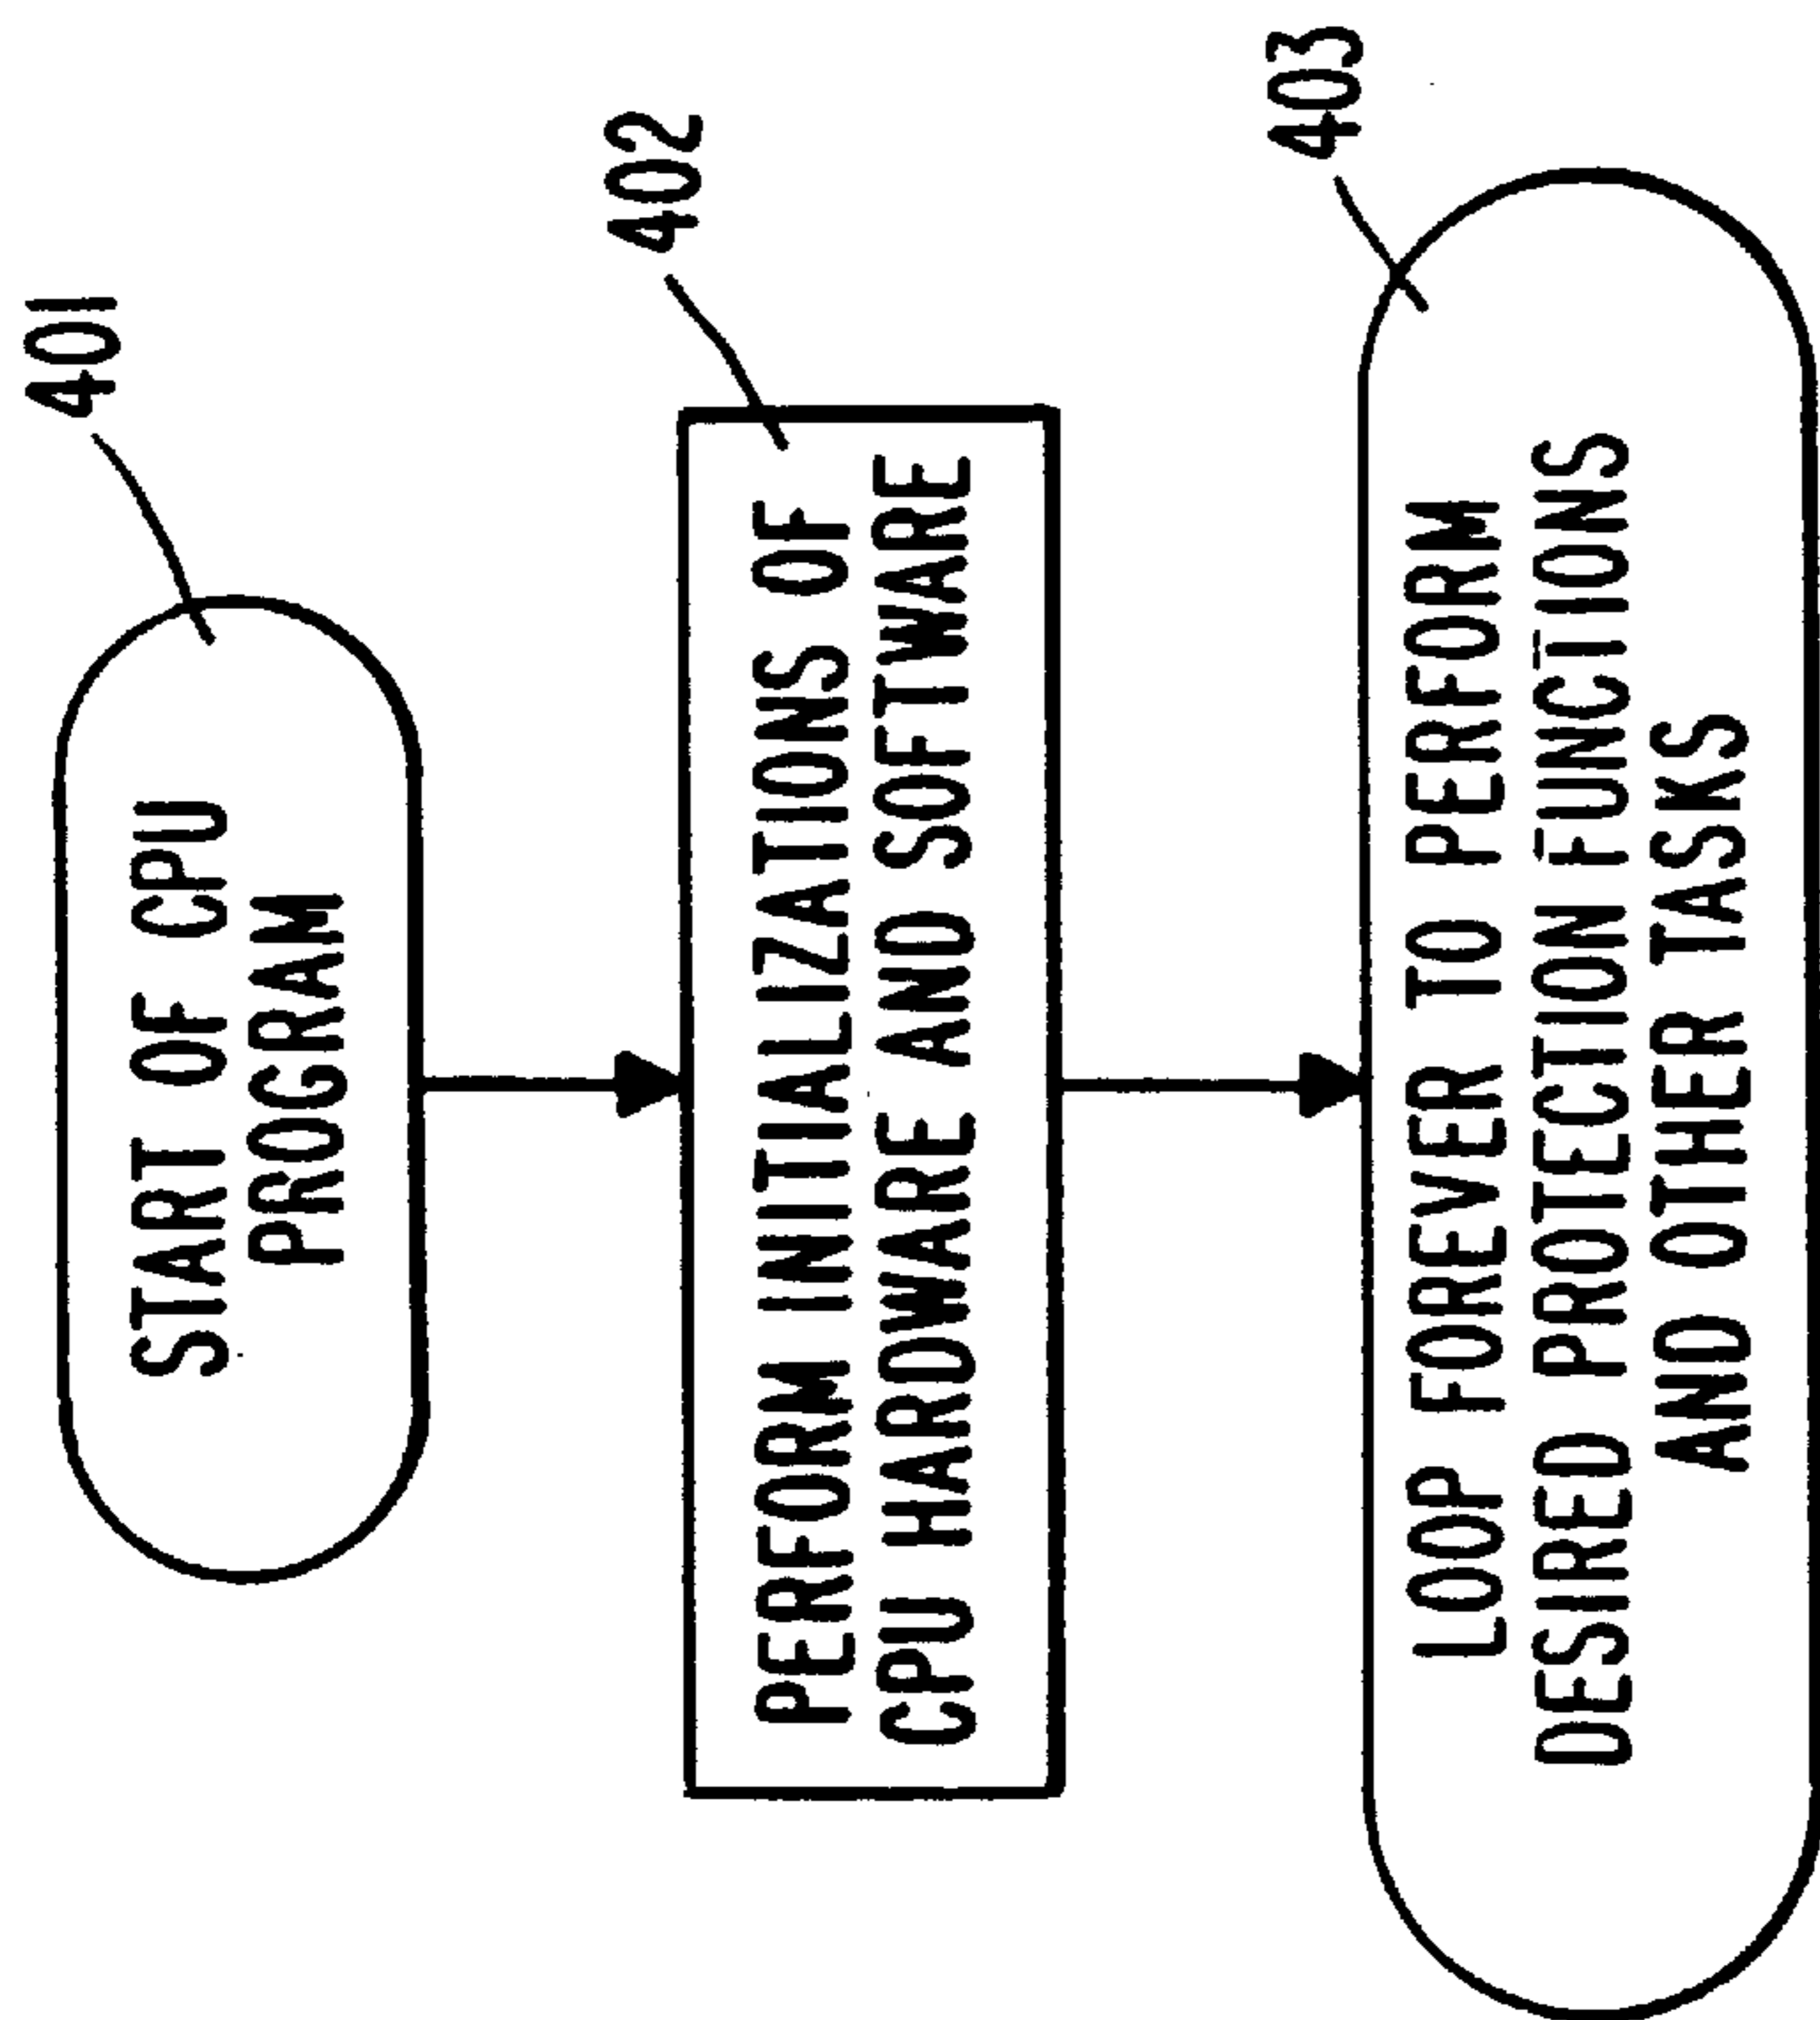 401
START OF CPU
PROGRAM
402
PERFORM INITIALIZATIONS OF
CPU HARDWARE AND SOFTWARE
403
LOOP FOREVER TO PERFORM
DESIRED PROTECTION FUNCTIONS
AND OTHER TASKS